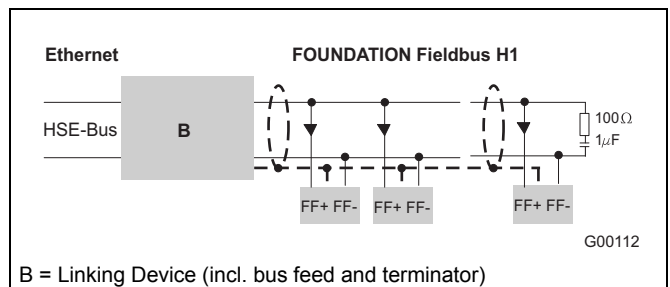 Ethernet FOUNDATION Fieldbus H1
HSE-Bus B 100Ω
1µF
FF+ FF- FF+ FF- FF+ FF-
G00112
B = Linking Device (incl. bus feed and terminator)